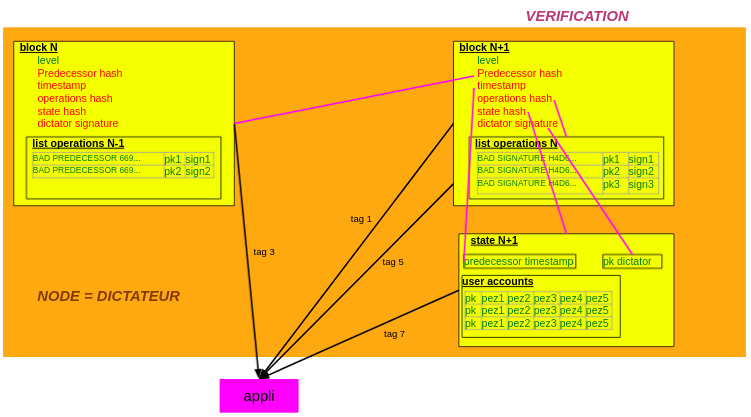 VERIFICATION
block N
level
Predecessor hash
timestamp
operations hash
state hash
dictator signature
list operations N-1
BAD PREDECESSOR 669... pk1 sign1
BAD PREDECESSOR 669... pk2 sign2
block N+1
level
Predecessor hash
timestamp
operations hash
state hash
dictator signature
list operations N
BAD SIGNATURE H4D6... pk1 sign1
BAD SIGNATURE H4D6... pk2 sign2
BAD SIGNATURE H4D6... pk3 sign3
tag 1
tag 3
tag 5
tag 7
state N+1
predecessor timestamp pk dictator
user accounts
pk pez1 pez2 pez3 pez4 pez5
pk pez1 pez2 pez3 pez4 pez5
pk pez1 pez2 pez3 pez4 pez5
NODE = DICTATEUR
appli